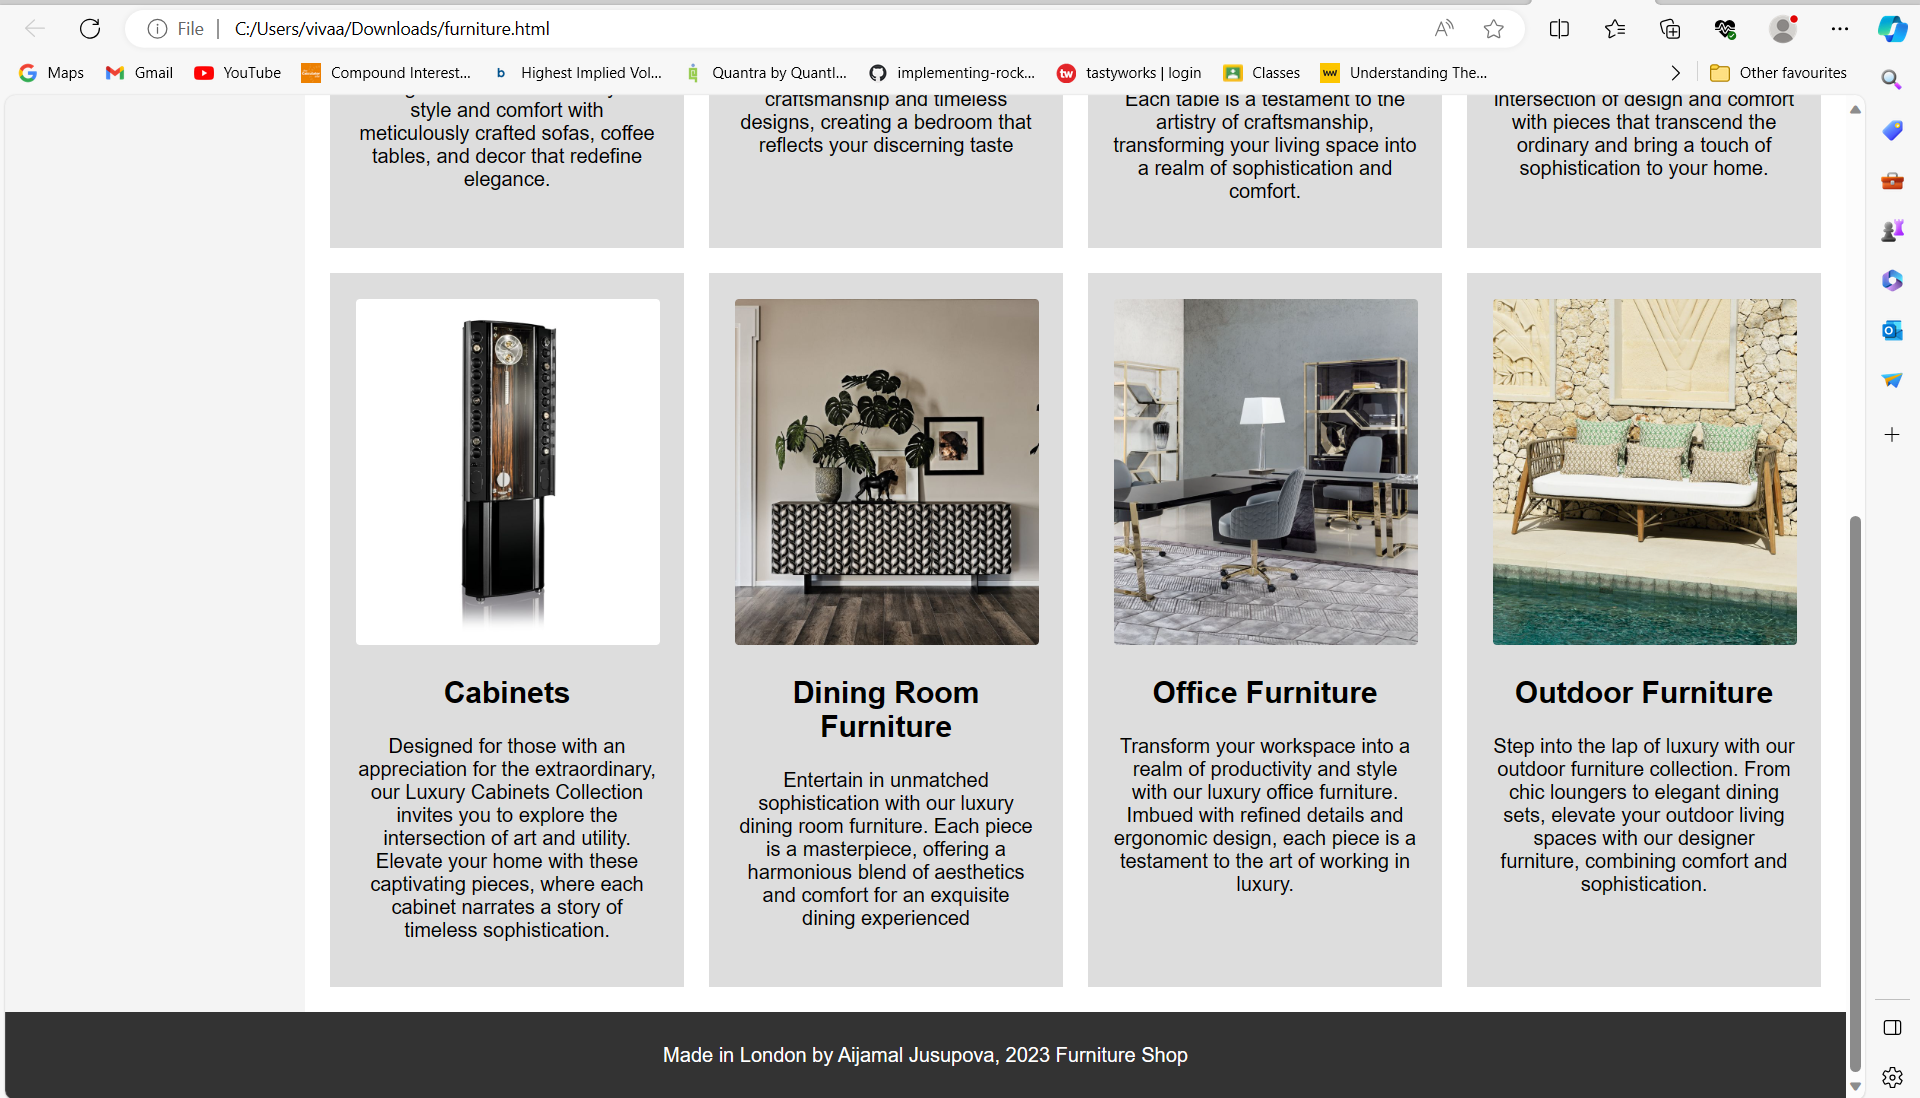 File
C:/Users/vivaa/Downloads/furniture.html
Maps
Gmail
YouTube
Compound Interest...
Highest Implied Vol...
Quantra by Quantl...
implementing-rock...
tastyworks | login
Classes
Understanding The...
Other favourites
style and comfort with
meticulously crafted sofas, coffee
tables, and decor that redefine
elegance.
craftsmanship and timeless
designs, creating a bedroom that
reflects your discerning taste
Each table is a testament to the
artistry of craftsmanship,
transforming your living space into
a realm of sophistication and
comfort.
intersection of design and comfort
with pieces that transcend the
ordinary and bring a touch of
sophistication to your home.
Cabinets
Designed for those with an
appreciation for the extraordinary,
our Luxury Cabinets Collection
invites you to explore the
intersection of art and utility.
Elevate your home with these
captivating pieces, where each
cabinet narrates a story of
timeless sophistication.
Dining Room
Furniture
Entertain in unmatched
sophistication with our luxury
dining room furniture. Each piece
is a masterpiece, offering a
harmonious blend of aesthetics
and comfort for an exquisite
dining experienced
Office Furniture
Transform your workspace into a
realm of productivity and style
with our luxury office furniture.
Imbued with refined details and
ergonomic design, each piece is a
testament to the art of working in
luxury.
Outdoor Furniture
Step into the lap of luxury with our
outdoor furniture collection. From
chic loungers to elegant dining
sets, elevate your outdoor living
spaces with our designer
furniture, combining comfort and
sophistication.
Made in London by Aijamal Jusupova, 2023 Furniture Shop